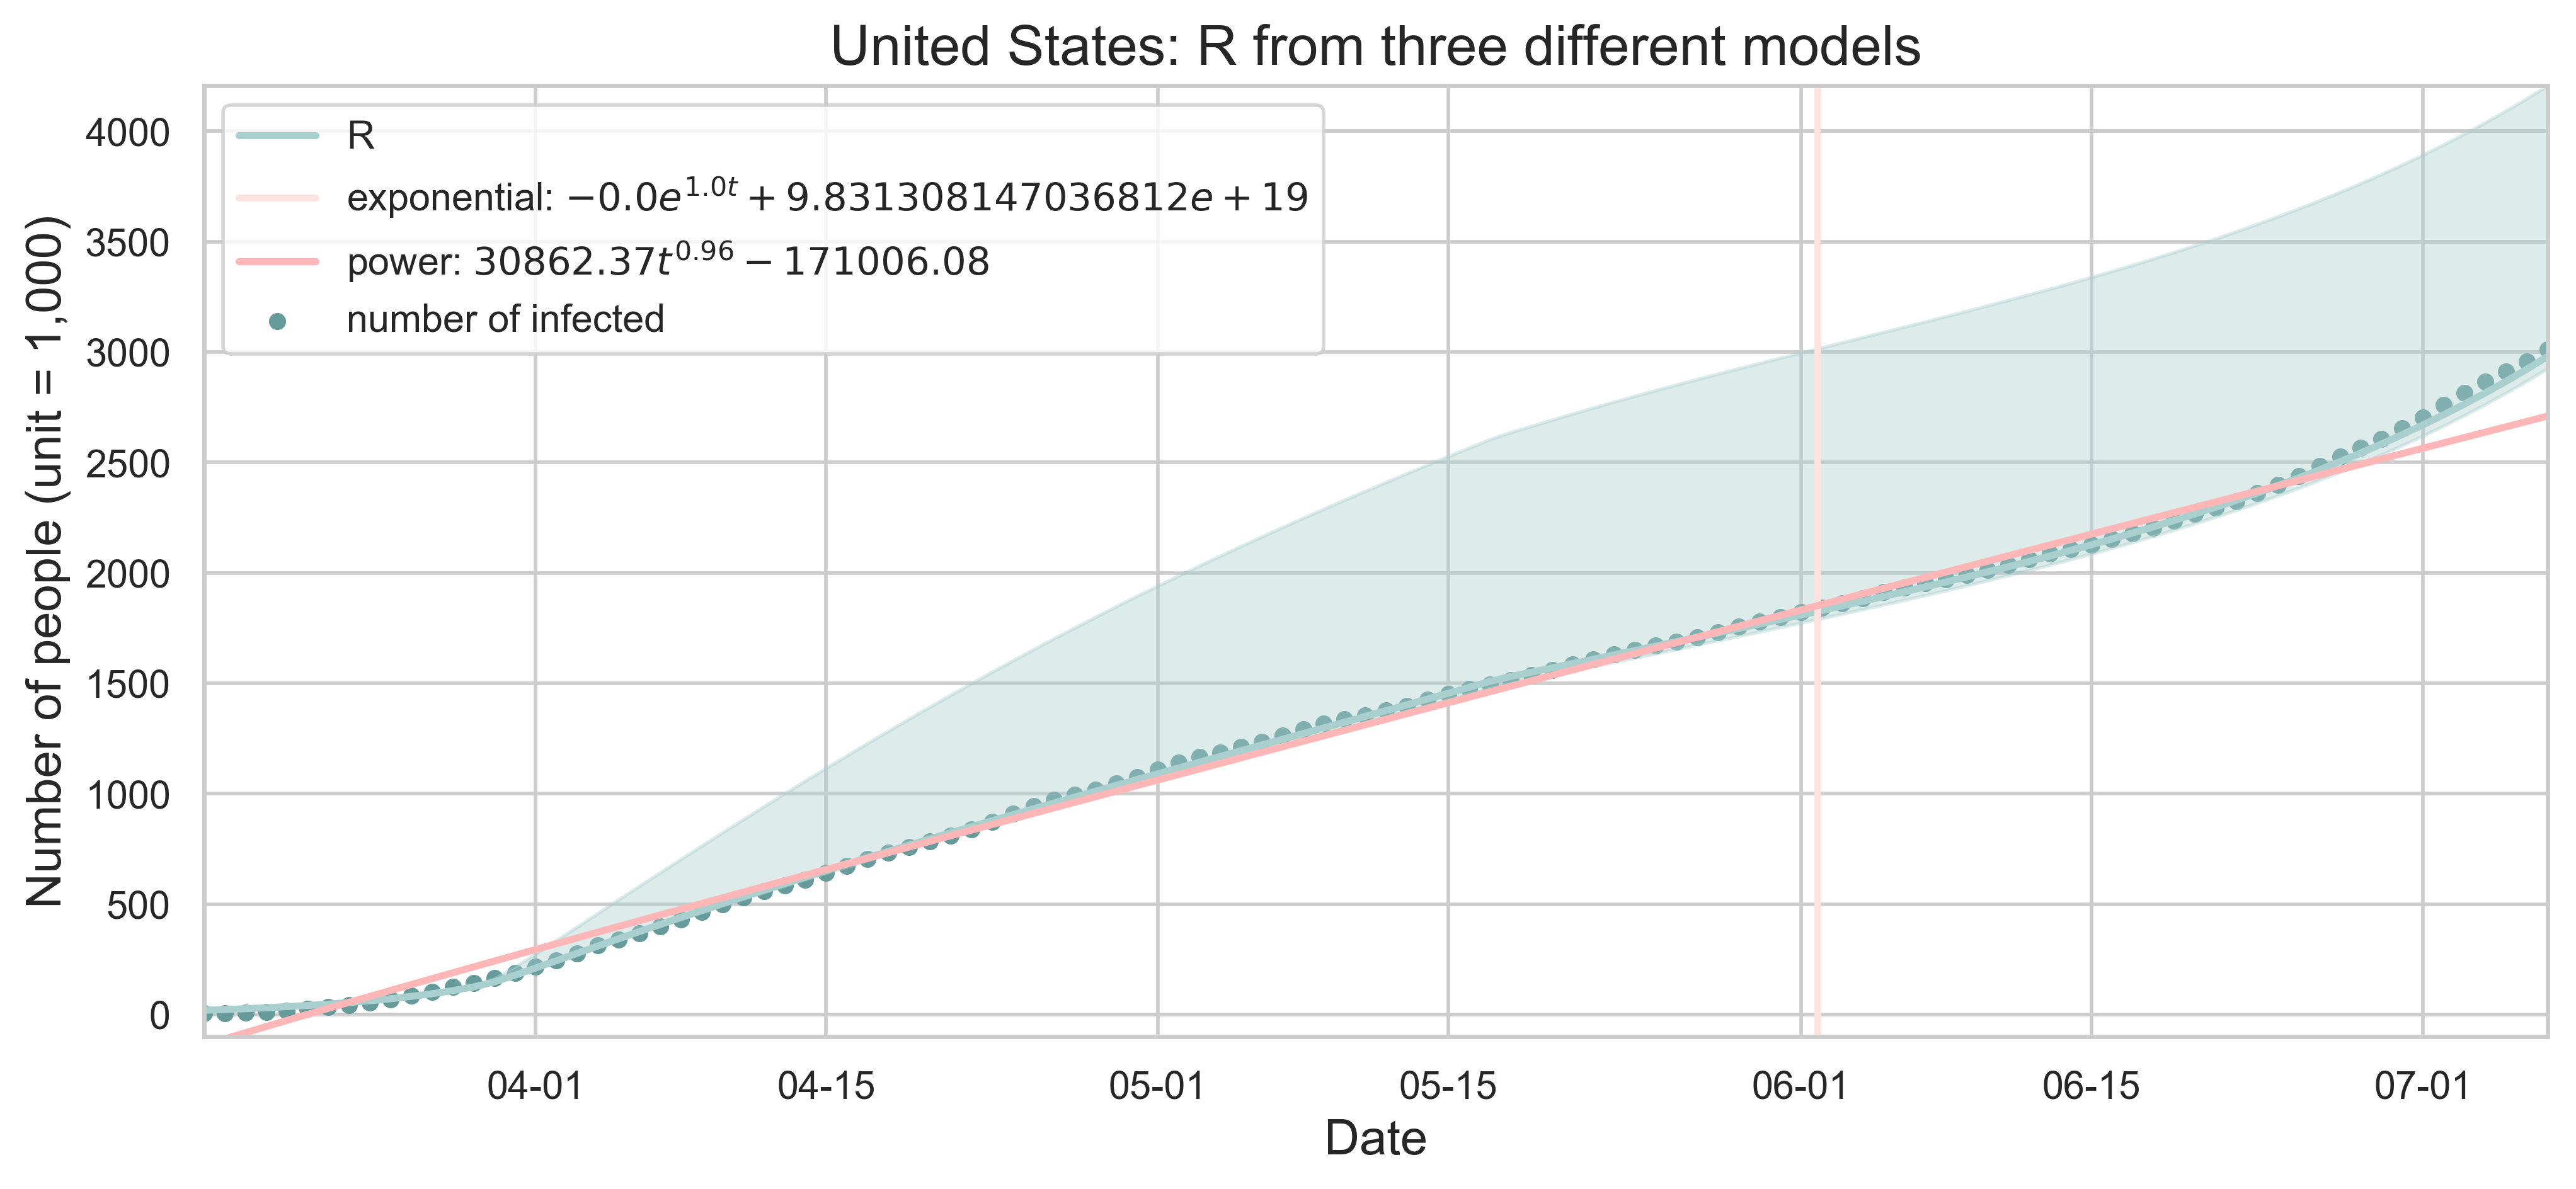 United States: R from three different models
R
exponential: −0.0e^{1.0t} + 9.831308147036812e + 19
power: 30862.37t^{0.96} − 171006.08
number of infected
Number of people (unit = 1,000)
4000
3500
3000
2500
2000
1500
1000
500
0
04-01 04-15 05-01 05-15 06-01 06-15 07-01
Date